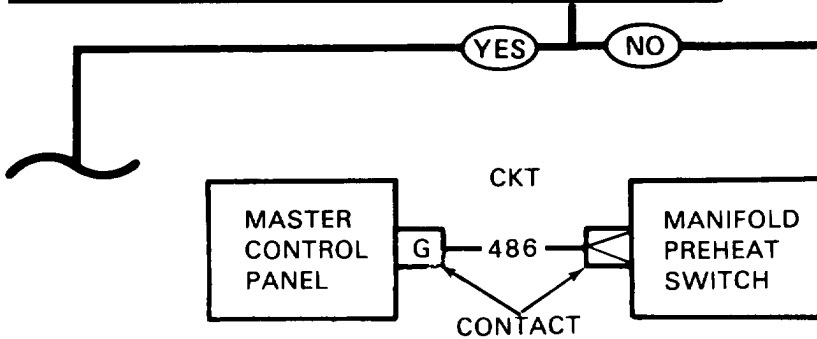 YES NO
CKT
MASTER
CONTROL
PANEL
G 486
MANIFOLD
PREHEAT
SWITCH
CONTACT